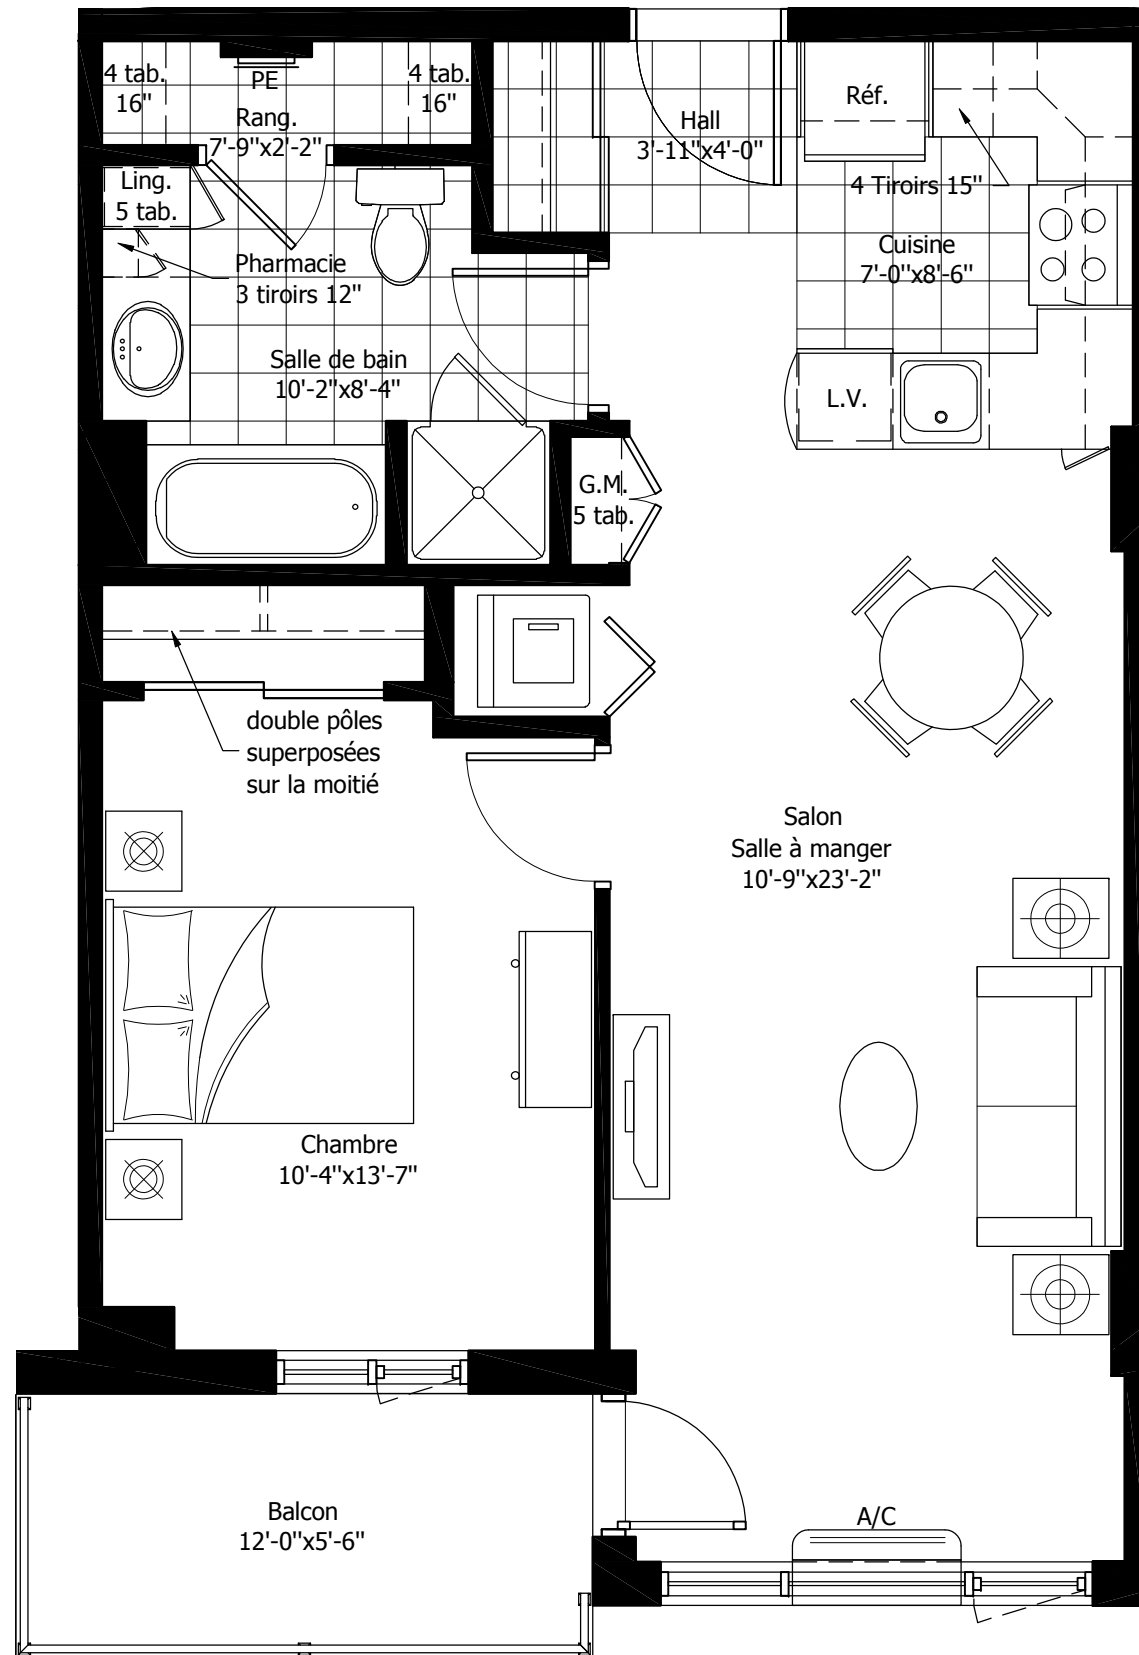 4 tab.
16"
PE
4 tab.
16"
Rang.
7'-9"x2'-2"
Hall
3'-11"x4'-0"
Réf.
4 Tiroirs 15"
Ling.
5 tab.
Pharmacie
3 tiroirs 12"
Cuisine
7'-0"x8'-6"
Salle de bain
10'-2"x8'-4"
L.V.
G.M.
5 tab.
double pôles
superposées
sur la moitié
Salon
Salle à manger
10'-9"x23'-2"
Chambre
10'-4"x13'-7"
Balcon
12'-0"x5'-6"
A/C